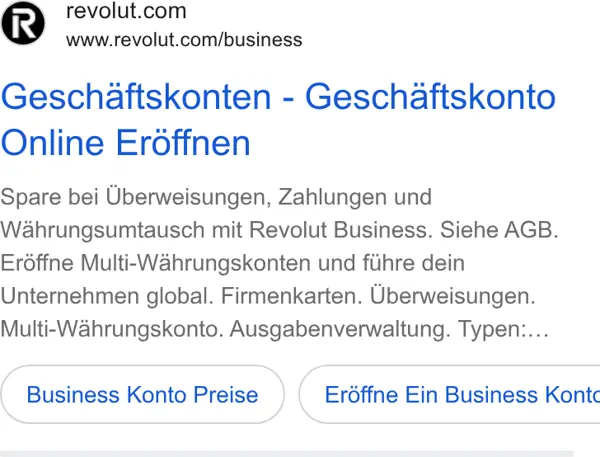 R
revolut.com
www.revolut.com/business
Geschäftskonten - Geschäftskonto
Online Eröffnen
Spare bei Überweisungen, Zahlungen und
Währungsumtausch mit Revolut Business. Siehe AGB.
Eröffne Multi-Währungskonten und führe dein
Unternehmen global. Firmenkarten. Überweisungen.
Multi-Währungskonto. Ausgabenverwaltung. Typen:…
Business Konto Preise
Eröffne Ein Business Konto